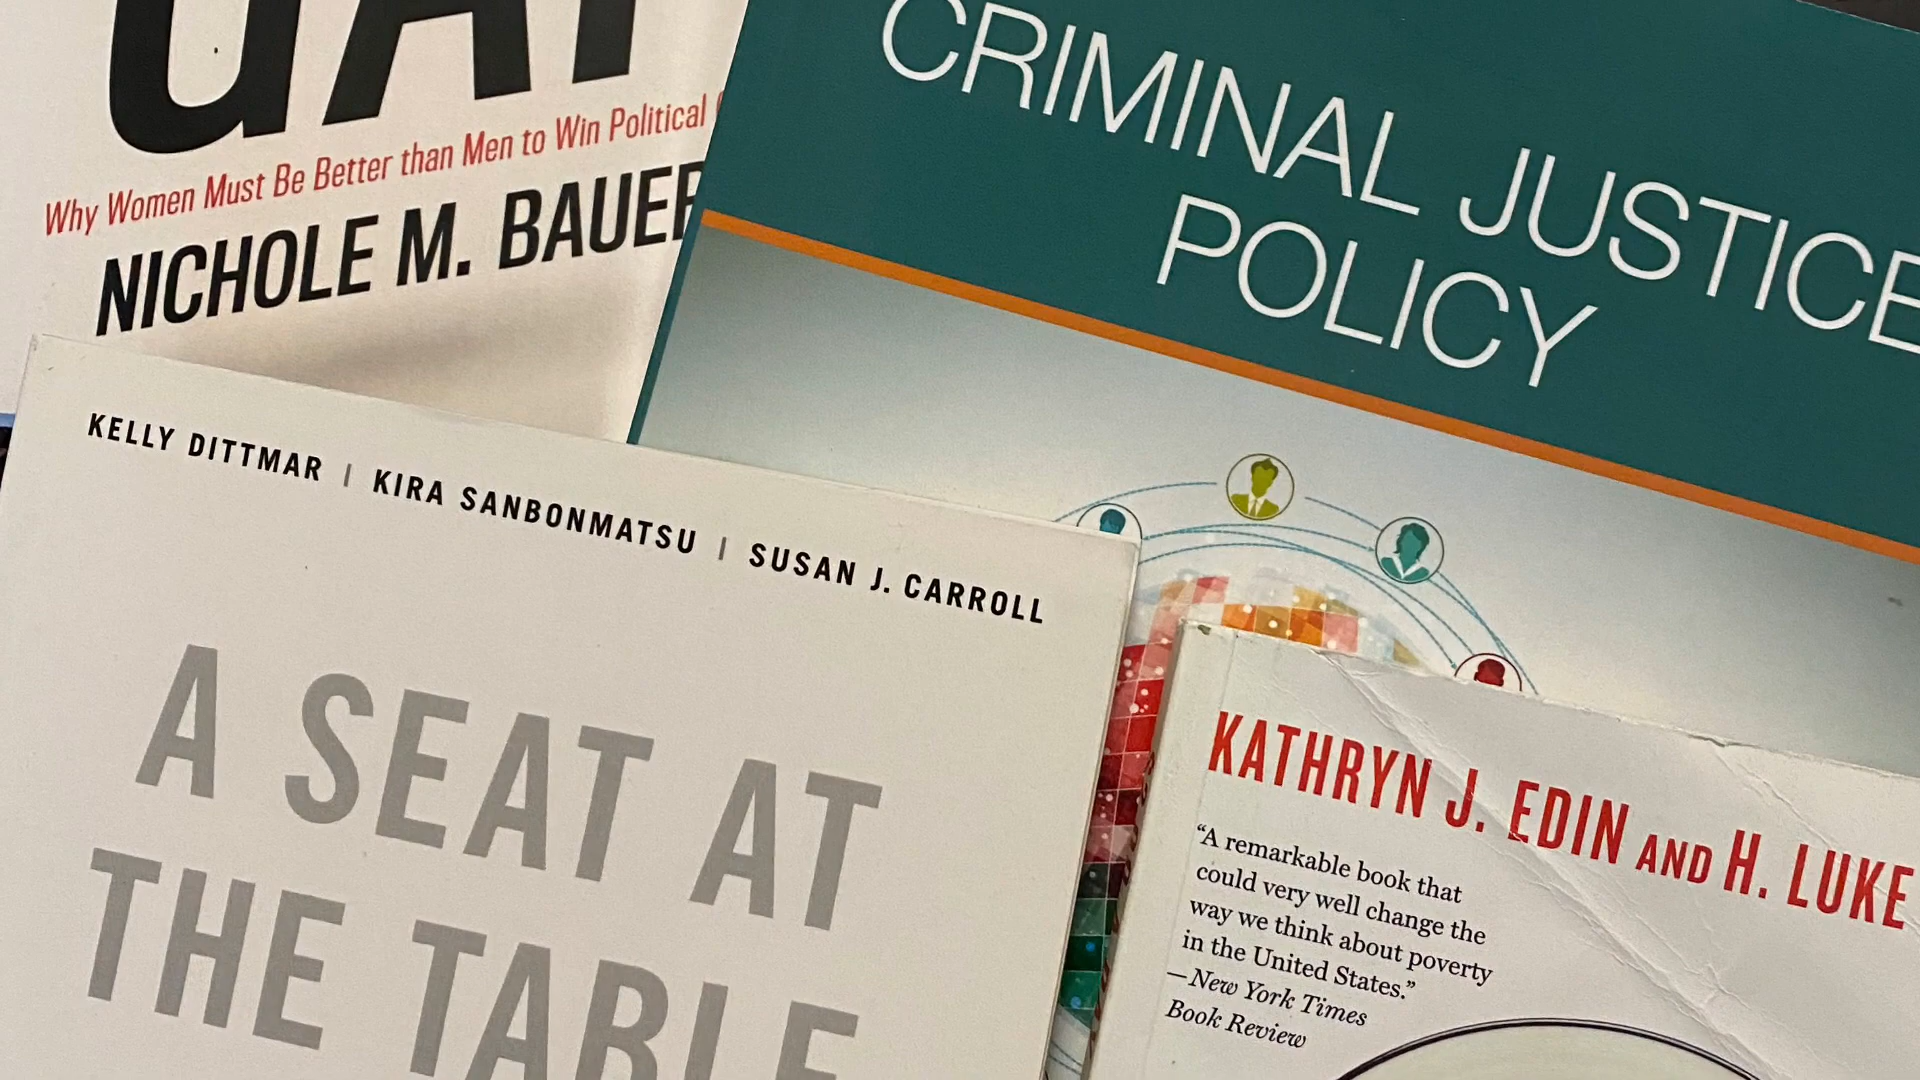 GAP
Why Women Must Be Better than Men to Win Political
NICHOLE M. BAUER
CRIMINAL JUSTICE
POLICY
KELLY DITTMAR | KIRA SANBONMATSU | SUSAN J. CARROLL
A SEAT AT
THE TABLE
KATHRYN J. EDIN AND H. LUKE
“A remarkable book that
could very well change the
way we think about poverty
in the United States.”
—New York Times
Book Review